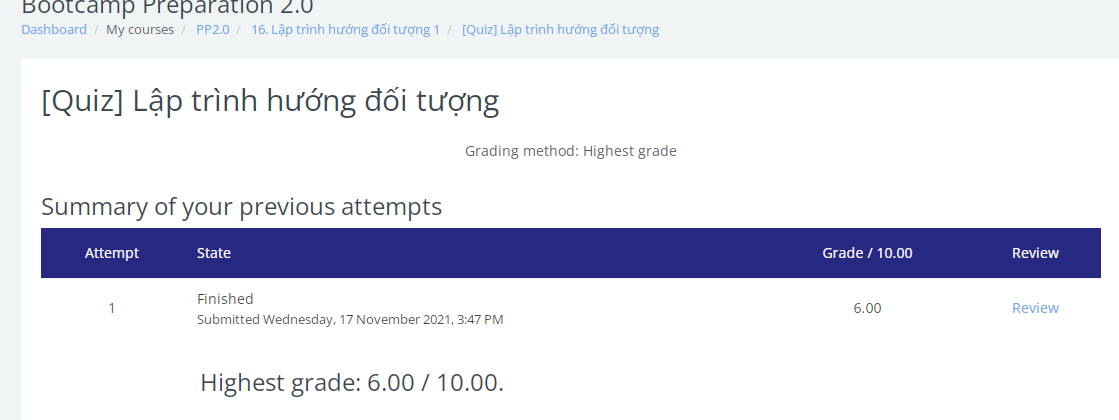 Bootcamp Preparation 2.0
Dashboard / My courses / PP2.0 / 16. Lập trình hướng đối tượng 1 / [Quiz] Lập trình hướng đối tượng
[Quiz] Lập trình hướng đối tượng
Grading method: Highest grade
Summary of your previous attempts
Attempt State Grade / 10.00 Review
Finished
1 6.00 Review
Submitted Wednesday, 17 November 2021, 3:47 PM
Highest grade: 6.00 / 10.00.